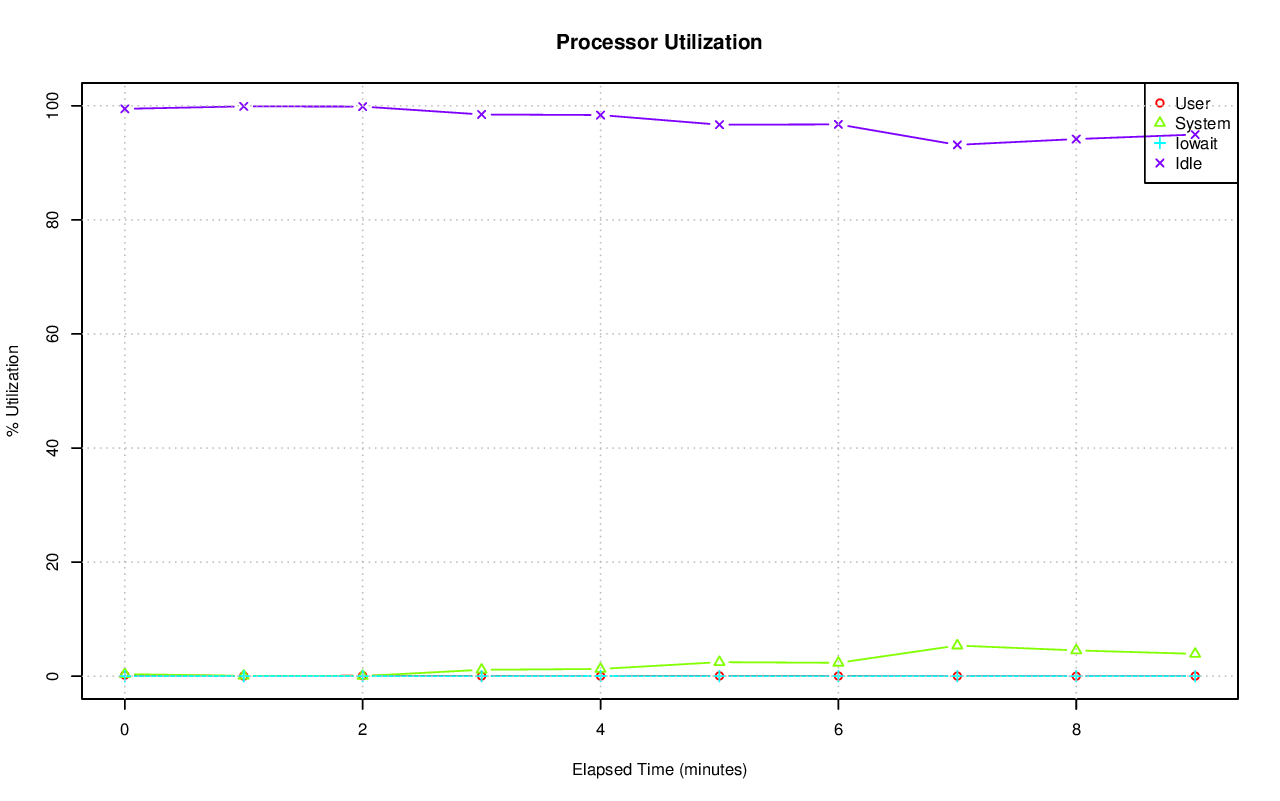 Processor Utilization
User
System
Iowait
Idle
100
80
60
40
20
0
% Utilization
0 2 4 6 8
Elapsed Time (minutes)